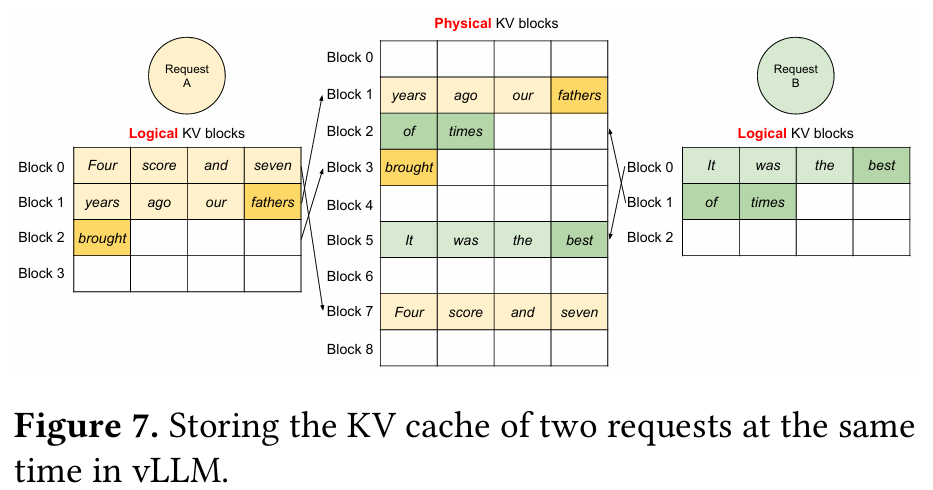 Physical KV blocks
Request
A
Logical KV blocks
Block 0 Four score and seven
Block 1 years ago our fathers
Block 2 brought
Block 3
Block 0
Block 1 years ago our fathers
Block 2 of times
Block 3 brought
Block 4
Block 5 It was the best
Block 6
Block 7 Four score and seven
Block 8
Request
B
Logical KV blocks
Block 0 It was the best
Block 1 of times
Block 2
Figure 7. Storing the KV cache of two requests at the same
time in vLLM.